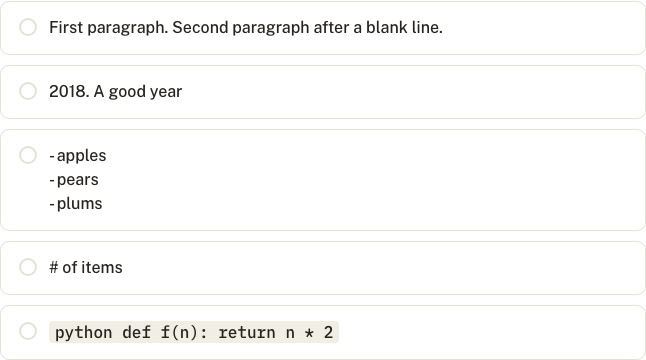 First paragraph. Second paragraph after a blank line.
2018. A good year
- apples
- pears
- plums
# of items
python def f(n): return n * 2